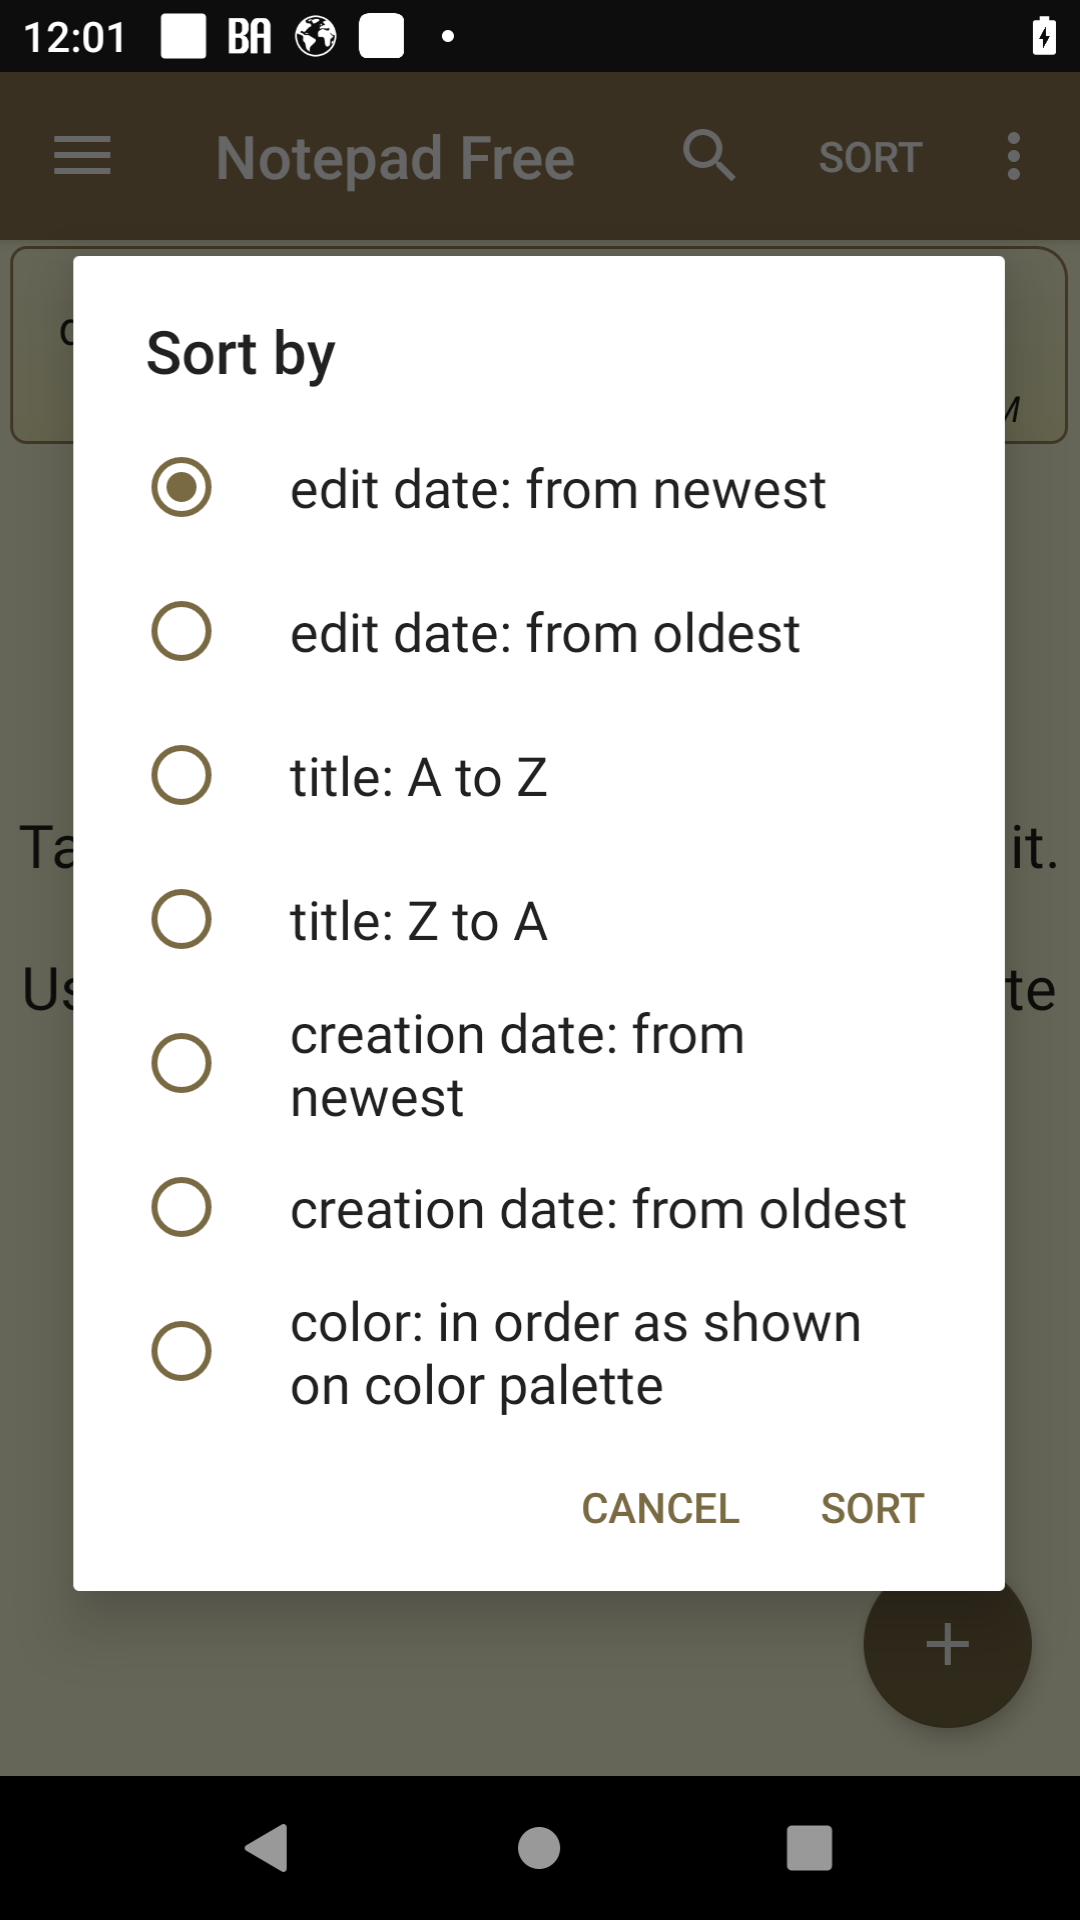 12:01 BA
Notepad Free SORT
Sort by
edit date: from newest
edit date: from oldest
title: A to Z
title: Z to A
creation date: from
newest
creation date: from oldest
color: in order as shown
on color palette
CANCEL SORT
it.